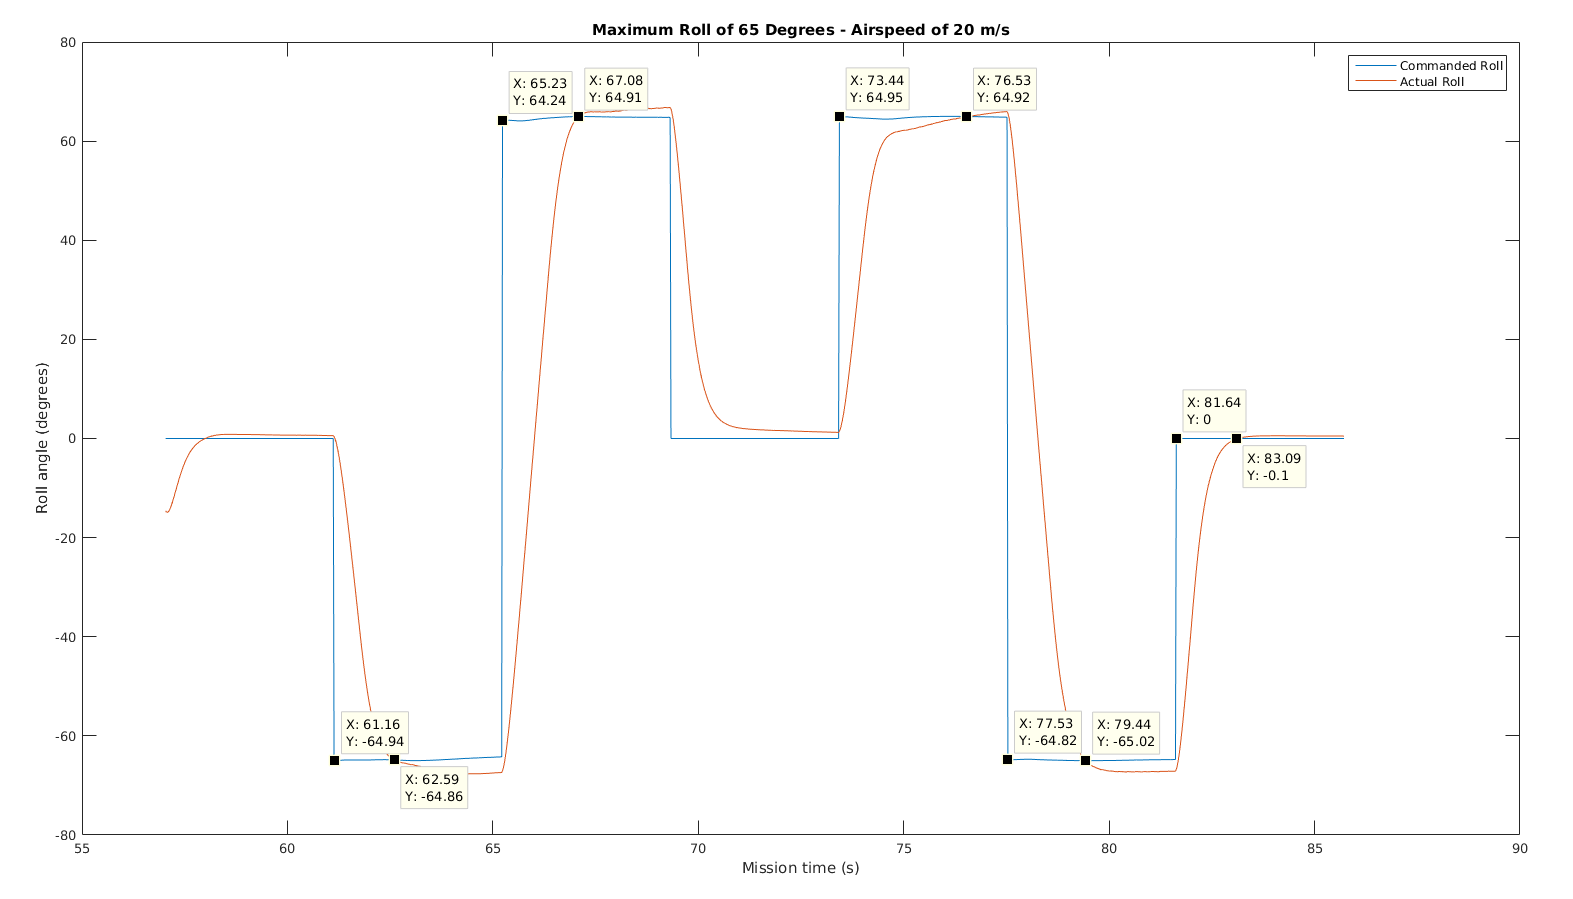 Maximum Roll of 65 Degrees - Airspeed of 20 m/s
Commanded Roll
Actual Roll
X: 65.23
Y: 64.24
X: 67.08
Y: 64.91
X: 73.44
Y: 64.95
X: 76.53
Y: 64.92
X: 81.64
Y: 0
X: 83.09
Y: -0.1
X: 61.16
Y: -64.94
X: 62.59
Y: -64.86
X: 77.53
Y: -64.82
X: 79.44
Y: -65.02
Roll angle (degrees)
80
60
40
20
0
-20
-40
-60
-80
55
60
65
70
75
80
85
90
Mission time (s)